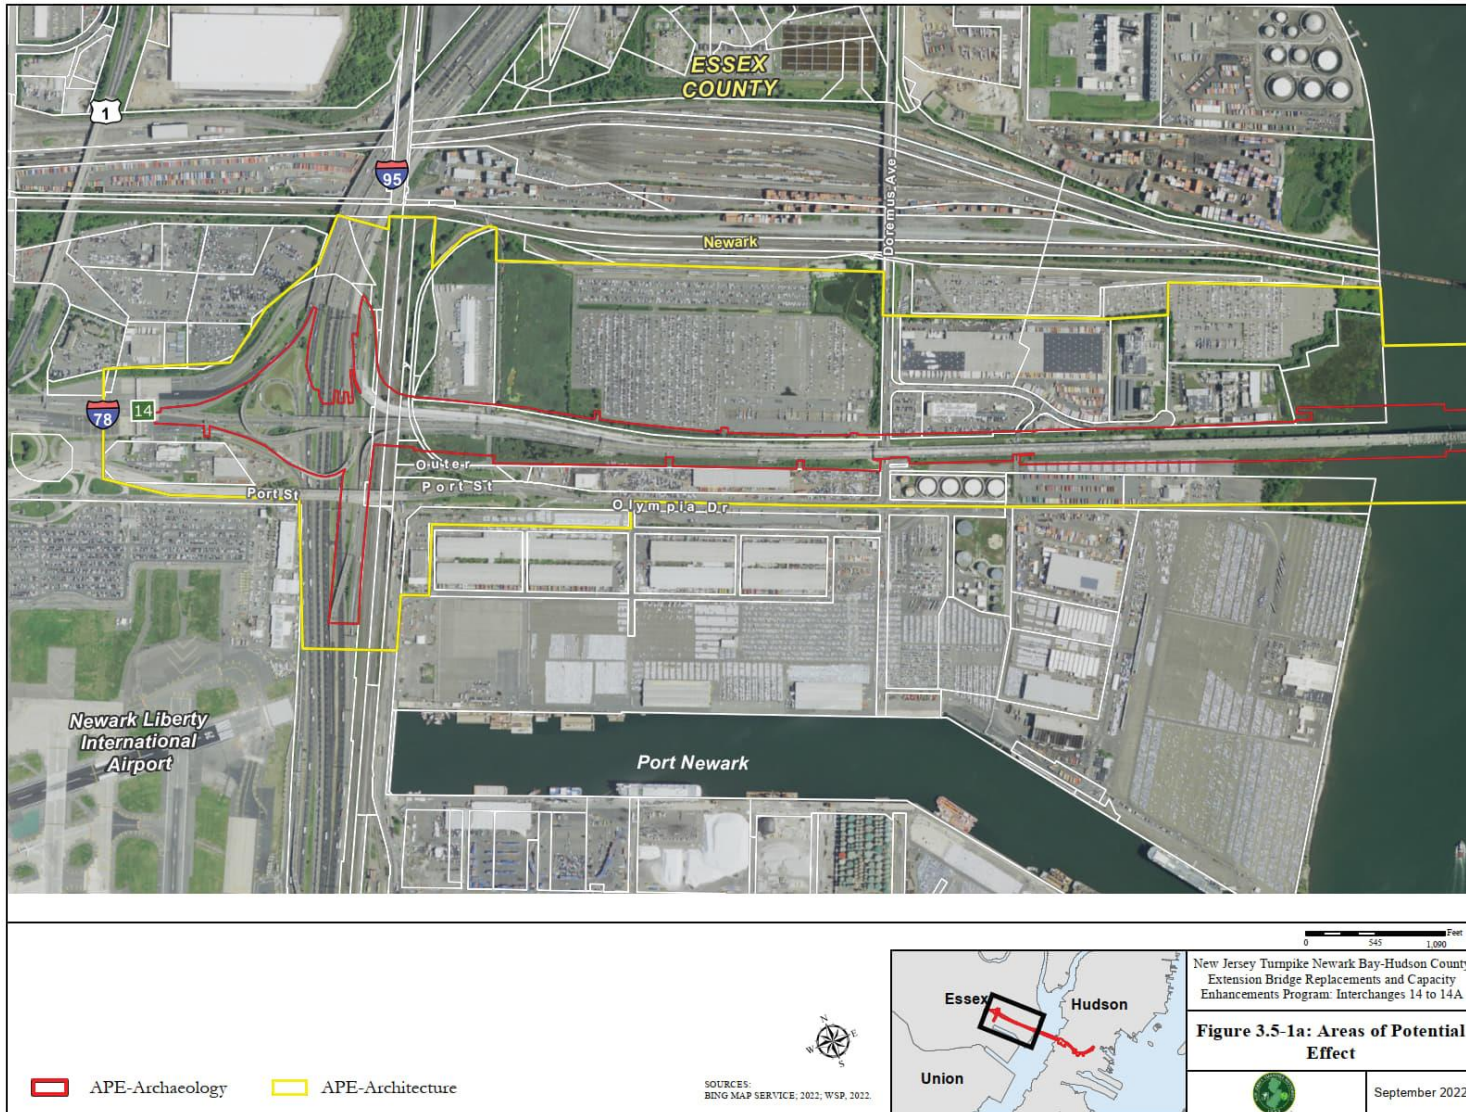 ESSEX
COUNTY
1
95
Doremus Ave
Newark
14
78
Outer
Port St
Port St
Olympia Dr
Newark Liberty
International
Airport
Port Newark
Feet
0 545 1,090
New Jersey Turnpike Newark Bay-Hudson County
Extension Bridge Replacements and Capacity
Enhancements Program: Interchanges 14 to 14A
Essex
Hudson
Union
Figure 3.5-1a: Areas of Potential
Effect
N
E
W
S
APE-Archaeology
APE-Architecture
SOURCES:
BING MAP SERVICE, 2022; WSP, 2022.
September 2022